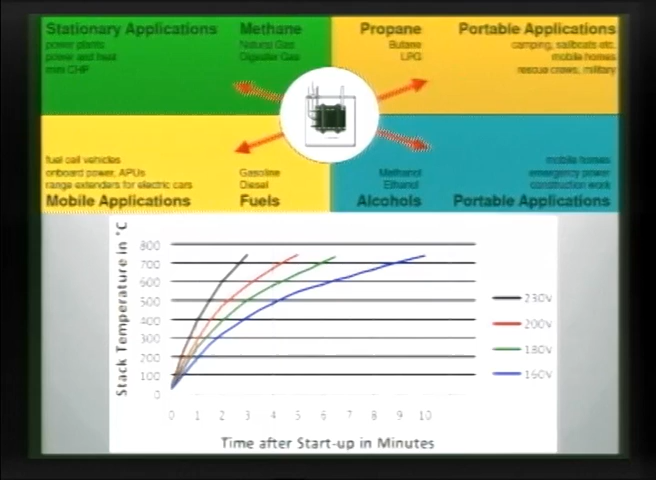 Stationary Applications
power plants
power and heat
mini CHP
Methane
Natural Gas
Digester Gas
Propane
Butane
LPG
Portable Applications
camping, sailboats etc.
mobile homes
rescue crews, military
fuel cell vehicles
onboard power, APUs
range extenders for electric cars
Mobile Applications
Gasoline
Diesel
Fuels
Methanol
Ethanol
Alcohols
mobile homes
emergency power
construction work
Portable Applications
Stack Temperature in °C
800
700
600
500
400
300
200
100
0
0 1 2 3 4 5 6 7 8 9 10
Time after Start-up in Minutes
230V
200V
180V
160V